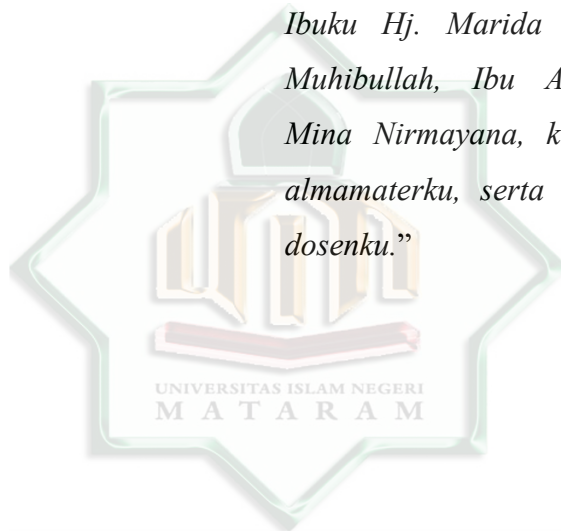 Ibuku Hj. Marida
Muhibullah, Ibu A
Mina Nirmayana, k
almamaterku, serta
dosenku.”
UNIVERSITAS ISLAM NEGERI
MATARAM